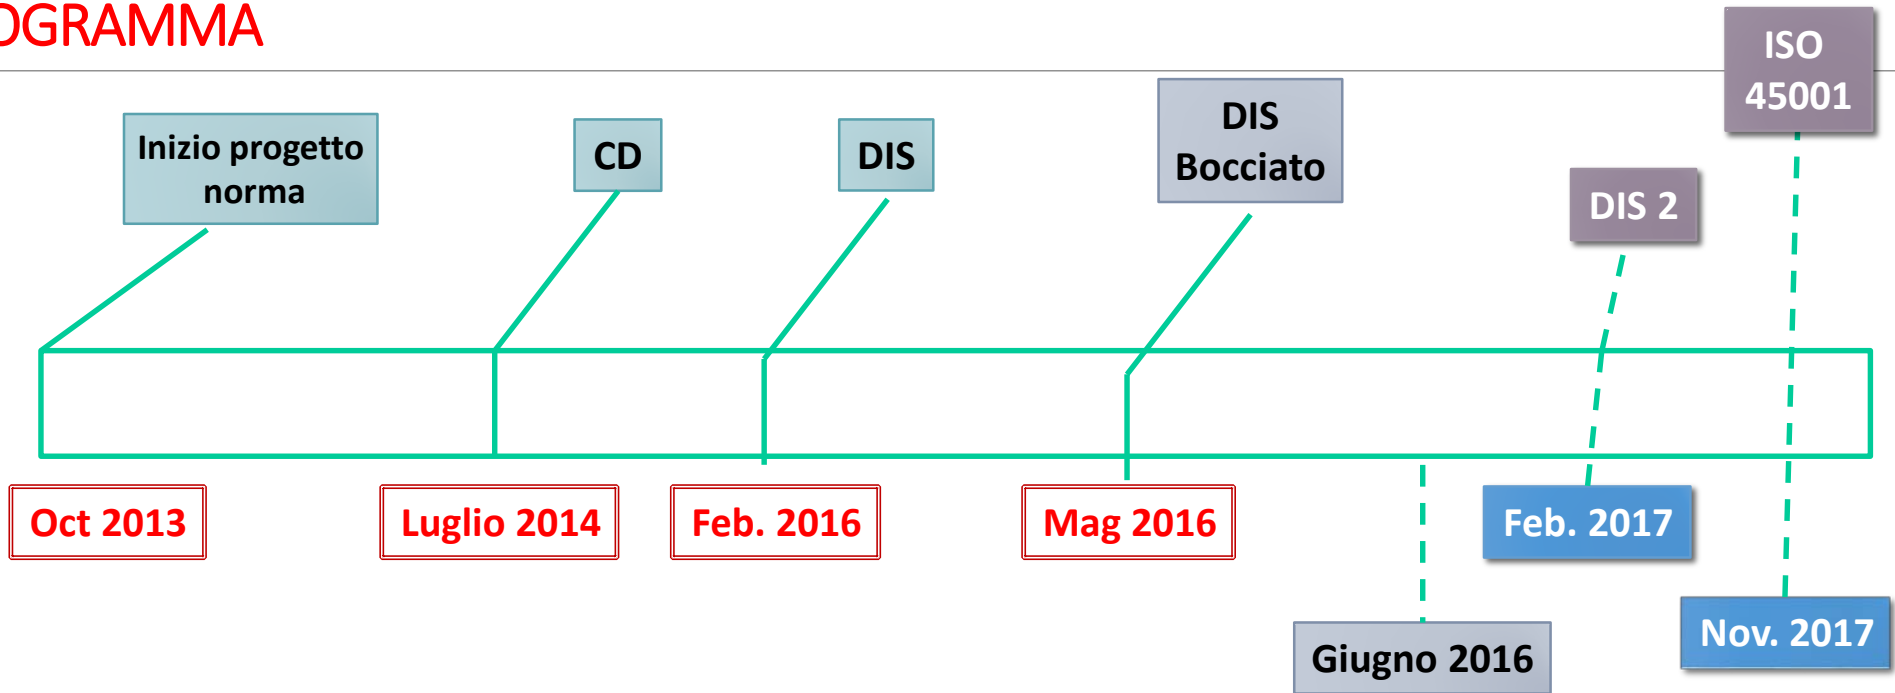 OGRAMMA
ISO
45001
Inizio progetto
norma
CD
DIS
DIS
Bocciato
DIS 2
Oct 2013
Luglio 2014
Feb. 2016
Mag 2016
Feb. 2017
Giugno 2016
Nov. 2017